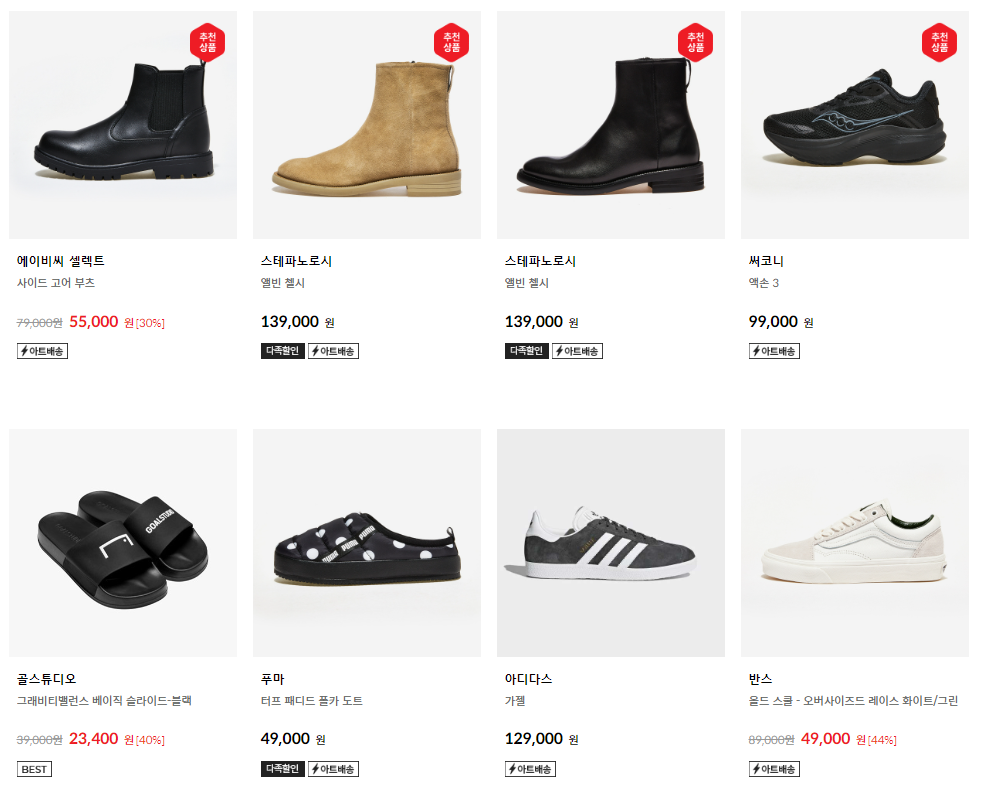 추천
상품
추천
상품
추천
상품
추천
상품
에이비씨 셀렉트
사이드 고어 부츠
79,000원 55,000 원 [30%]
아트배송
스테파노로시
앨빈 첼시
139,000 원
다족할인 아트배송
스테파노로시
앨빈 첼시
139,000 원
다족할인 아트배송
써코니
액손 3
99,000 원
아트배송
GOALSTUDIO
PUMA PUMA PUMA
골스튜디오
그래비티밸런스 베이직 슬라이드-블랙
39,000원 23,400 원 [40%]
BEST
푸마
터프 패디드 폴카 도트
49,000 원
다족할인 아트배송
아디다스
가젤
129,000 원
아트배송
반스
올드 스쿨 - 오버사이즈드 레이스 화이트/그린
89,000원 49,000 원 [44%]
아트배송